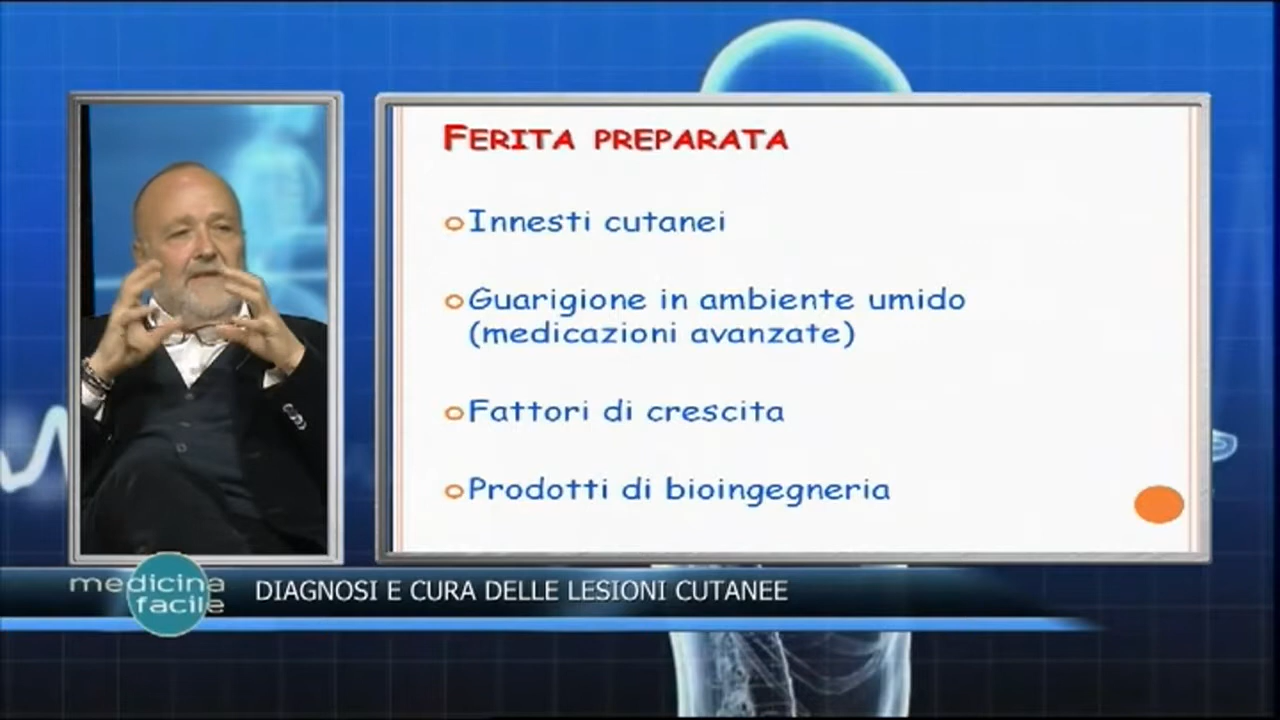 FERITA PREPARATA
Innesti cutanei
Guarigione in ambiente umido
(medicazioni avanzate)
Fattori di crescita
Prodotti di bioingegneria
medicina
facile
DIAGNOSI E CURA DELLE LESIONI CUTANEE